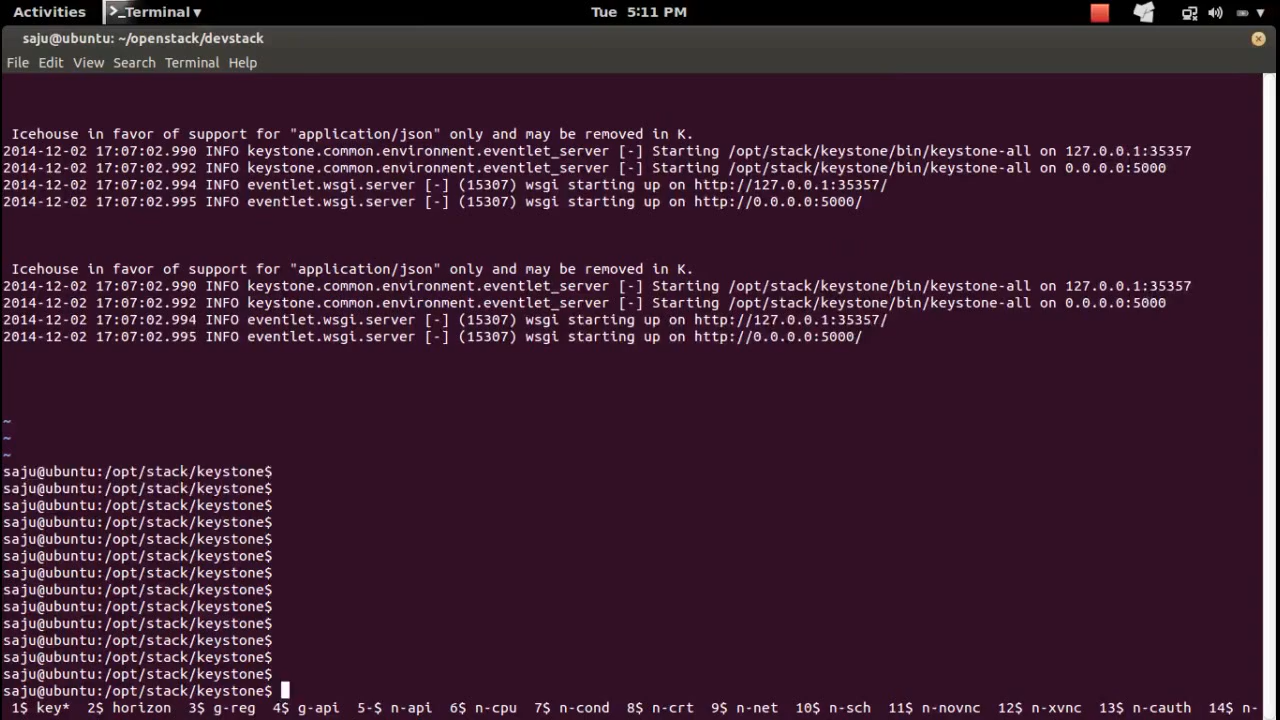 Activities Terminal Tue 5:11 PM
saju@ubuntu: ~/openstack/devstack
File Edit View Search Terminal Help
Icehouse in favor of support for "application/json" only and may be removed in K.
2014-12-02 17:07:02.990 INFO keystone.common.environment.eventlet_server [-] Starting /opt/stack/keystone/bin/keystone-all on 127.0.0.1:35357
2014-12-02 17:07:02.992 INFO keystone.common.environment.eventlet_server [-] Starting /opt/stack/keystone/bin/keystone-all on 0.0.0.0:5000
2014-12-02 17:07:02.994 INFO eventlet.wsgi.server [-] (15307) wsgi starting up on http://127.0.0.1:35357/
2014-12-02 17:07:02.995 INFO eventlet.wsgi.server [-] (15307) wsgi starting up on http://0.0.0.0:5000/
Icehouse in favor of support for "application/json" only and may be removed in K.
2014-12-02 17:07:02.990 INFO keystone.common.environment.eventlet_server [-] Starting /opt/stack/keystone/bin/keystone-all on 127.0.0.1:35357
2014-12-02 17:07:02.992 INFO keystone.common.environment.eventlet_server [-] Starting /opt/stack/keystone/bin/keystone-all on 0.0.0.0:5000
2014-12-02 17:07:02.994 INFO eventlet.wsgi.server [-] (15307) wsgi starting up on http://127.0.0.1:35357/
2014-12-02 17:07:02.995 INFO eventlet.wsgi.server [-] (15307) wsgi starting up on http://0.0.0.0:5000/
~
~
~
saju@ubuntu:/opt/stack/keystone$
saju@ubuntu:/opt/stack/keystone$
saju@ubuntu:/opt/stack/keystone$
saju@ubuntu:/opt/stack/keystone$
saju@ubuntu:/opt/stack/keystone$
saju@ubuntu:/opt/stack/keystone$
saju@ubuntu:/opt/stack/keystone$
saju@ubuntu:/opt/stack/keystone$
saju@ubuntu:/opt/stack/keystone$
saju@ubuntu:/opt/stack/keystone$
saju@ubuntu:/opt/stack/keystone$
saju@ubuntu:/opt/stack/keystone$
saju@ubuntu:/opt/stack/keystone$
saju@ubuntu:/opt/stack/keystone$
1$ key* 2$ horizon 3$ g-reg 4$ g-api 5-$ n-api 6$ n-cpu 7$ n-cond 8$ n-crt 9$ n-net 10$ n-sch 11$ n-novnc 12$ n-xvnc 13$ n-cauth 14$ n-